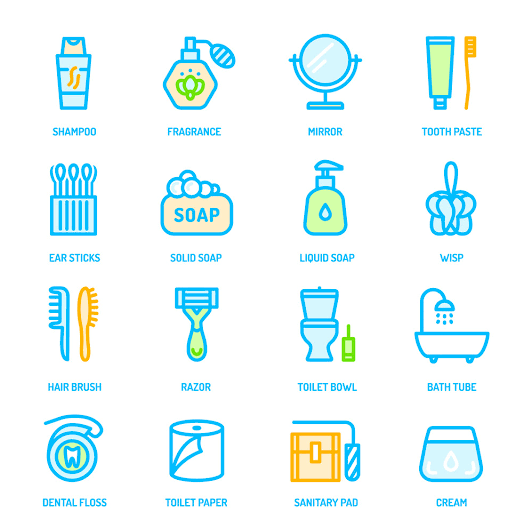 SHAMPOO
FRAGRANCE
MIRROR
TOOTH PASTE
SOAP
EAR STICKS
SOLID SOAP
LIQUID SOAP
WISP
HAIR BRUSH
RAZOR
TOILET BOWL
BATH TUBE
DENTAL FLOSS
TOILET PAPER
SANITARY PAD
CREAM